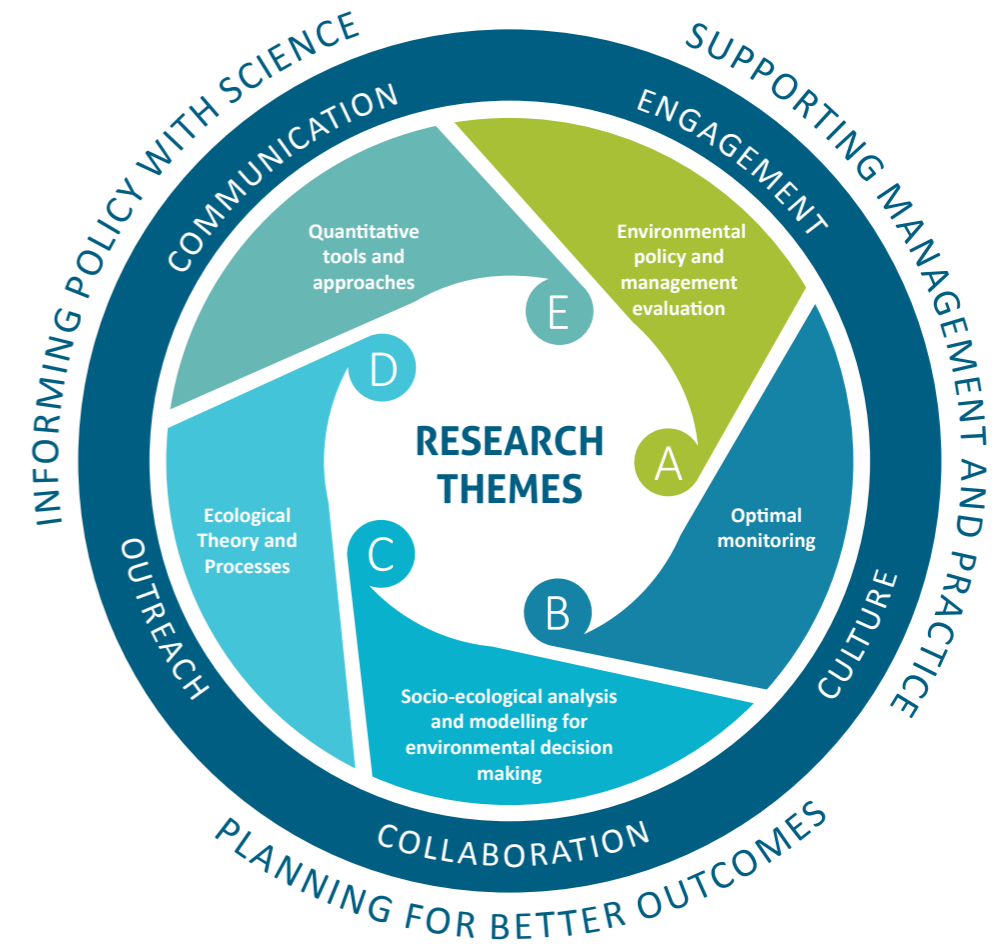 INFORMING POLICY WITH SCIENCE
SUPPORTING MANAGEMENT AND PRACTICE
COMMUNICATION
ENGAGEMENT
Quantitative
tools and
approaches
Environmental
policy and
management
evaluation
E
D
RESEARCH
THEMES
A
Ecological
Theory and
Processes
Optimal
monitoring
C
B
OUTREACH
CULTURE
Socio-ecological analysis
and modelling for
environmental decision
making
COLLABORATION
PLANNING FOR BETTER OUTCOMES